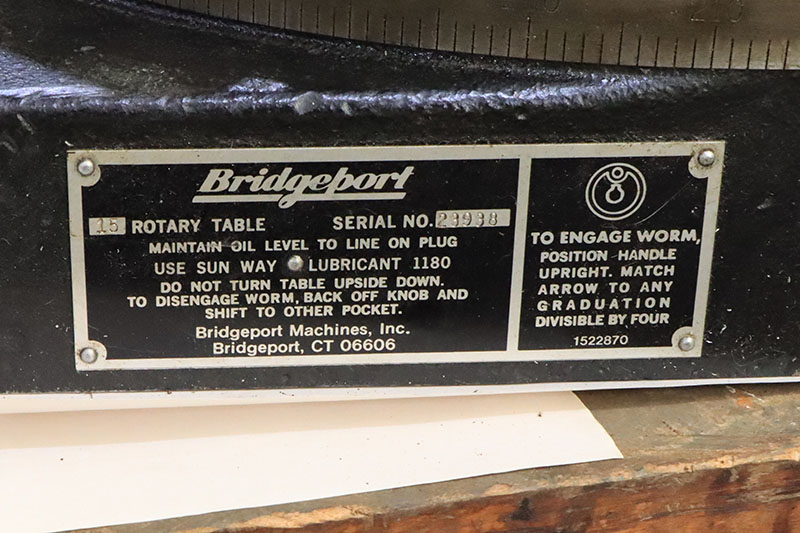 Bridgeport
15 ROTARY TABLE SERIAL NO. 23938
MAINTAIN OIL LEVEL TO LINE ON PLUG
USE SUN WAY LUBRICANT 1180
DO NOT TURN TABLE UPSIDE DOWN.
TO DISENGAGE WORM, BACK OFF KNOB AND
SHIFT TO OTHER POCKET.
Bridgeport Machines, Inc.
Bridgeport, CT 06606
TO ENGAGE WORM,
POSITION HANDLE
UPRIGHT. MATCH
ARROW TO ANY
GRADUATION
DIVISIBLE BY FOUR
1522870